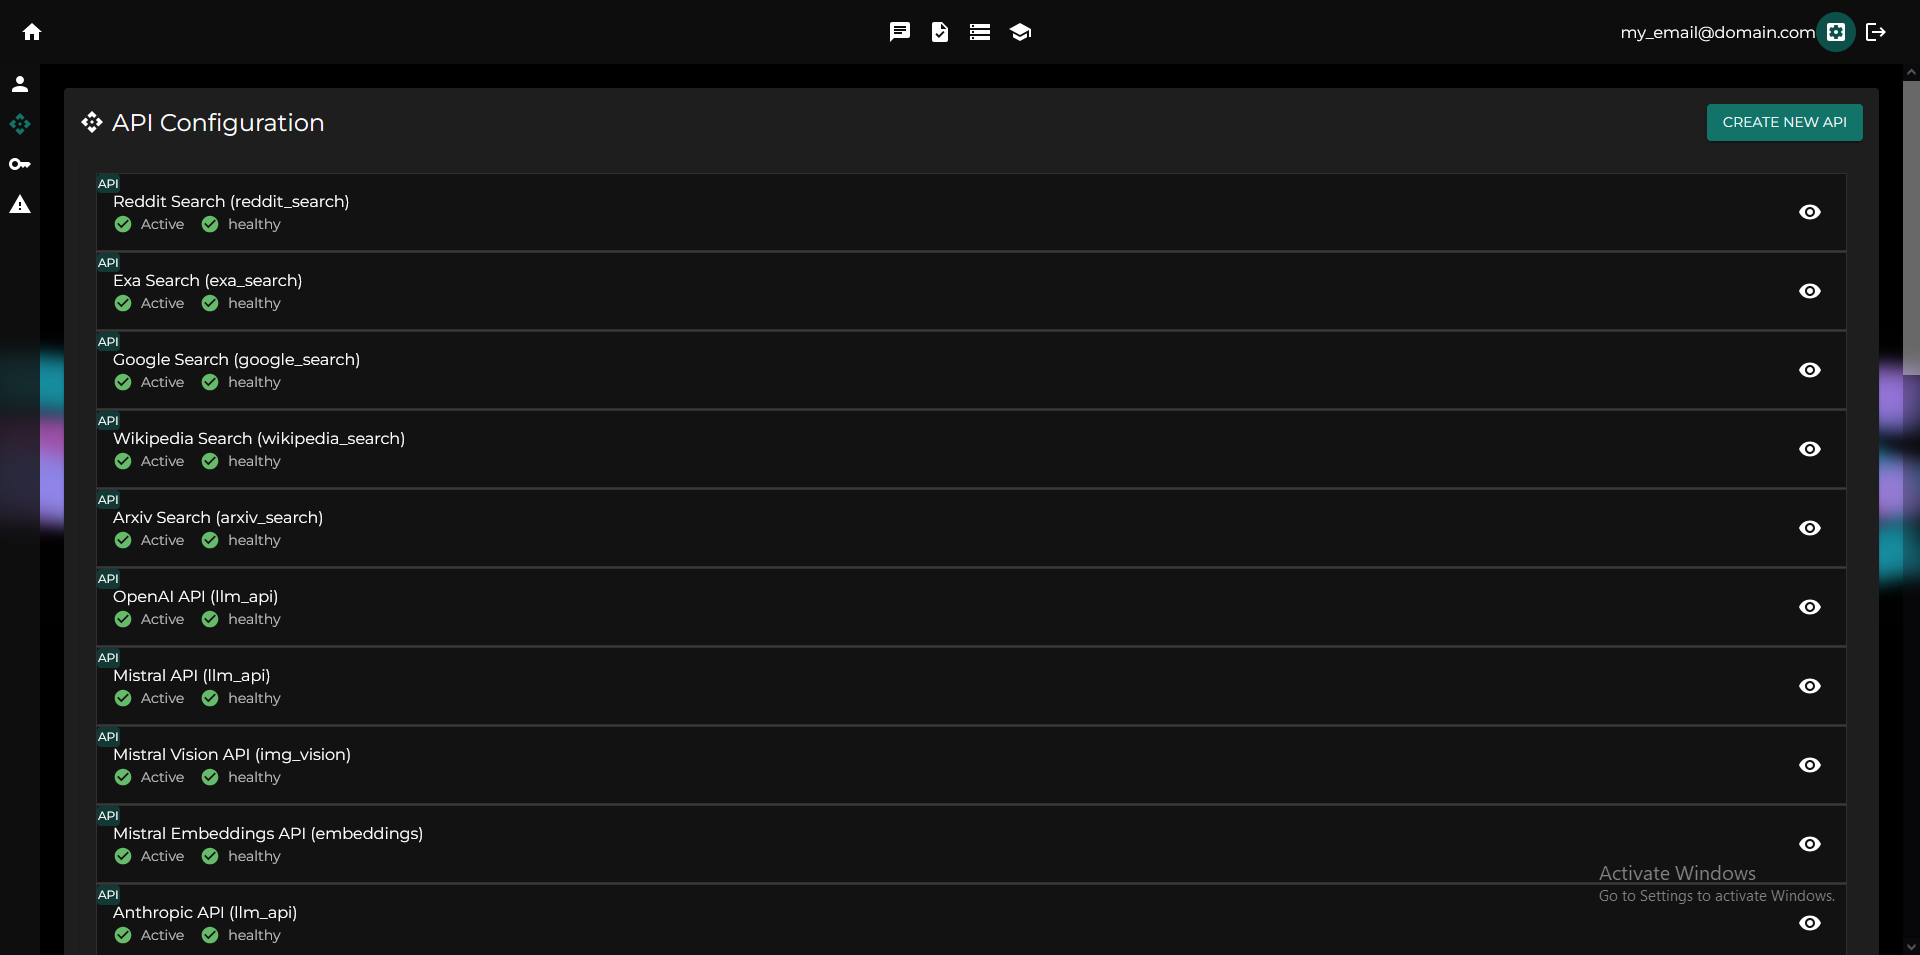 my_email@domain.com
API Configuration
CREATE NEW API
API
Reddit Search (reddit_search)
Active healthy
API
Exa Search (exa_search)
Active healthy
API
Google Search (google_search)
Active healthy
API
Wikipedia Search (wikipedia_search)
Active healthy
API
Arxiv Search (arxiv_search)
Active healthy
API
OpenAI API (llm_api)
Active healthy
API
Mistral API (llm_api)
Active healthy
API
Mistral Vision API (img_vision)
Active healthy
API
Mistral Embeddings API (embeddings)
Active healthy
API
Anthropic API (llm_api)
Active healthy
Activate Windows
Go to Settings to activate Windows.